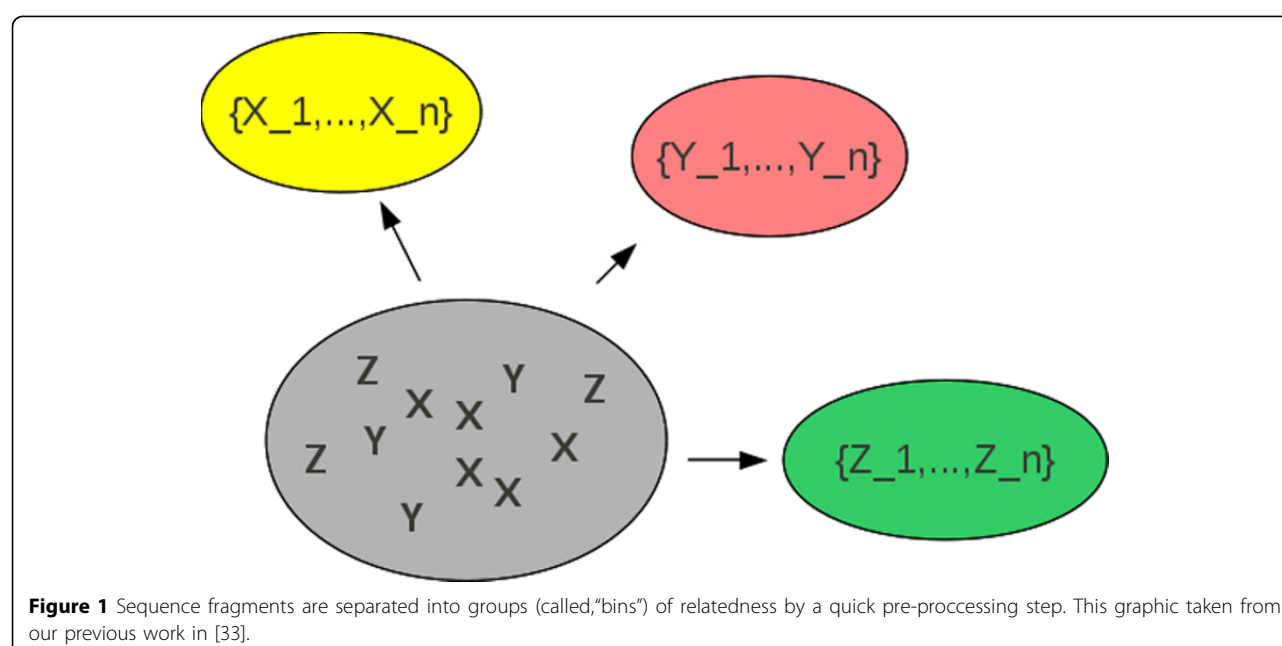 {X_1,...,X_n}
{Y_1,...,Y_n}
Z
Y
Z
X
X
Y
X
Z
X
X
Y
{Z_1,...,Z_n}
Figure 1 Sequence fragments are separated into groups (called,“bins”) of relatedness by a quick pre-proccessing step. This graphic taken from
our previous work in [33].